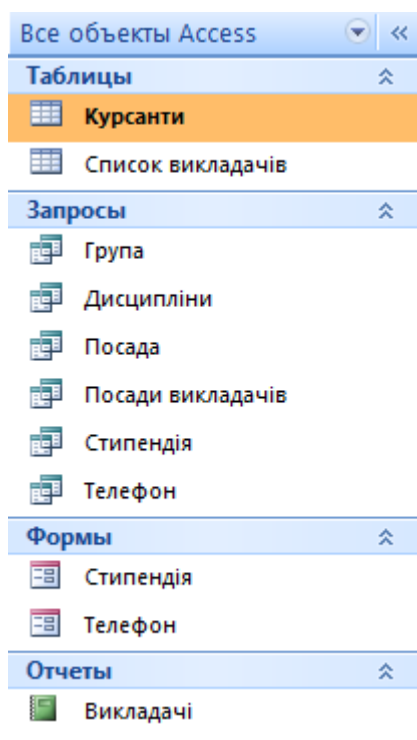 Все объекты Access
Таблицы
Курсанти
Список викладачів
Запросы
Група
Дисципліни
Посада
Посади викладачів
Стипендія
Телефон
Формы
Стипендія
Телефон
Отчеты
Викладачі